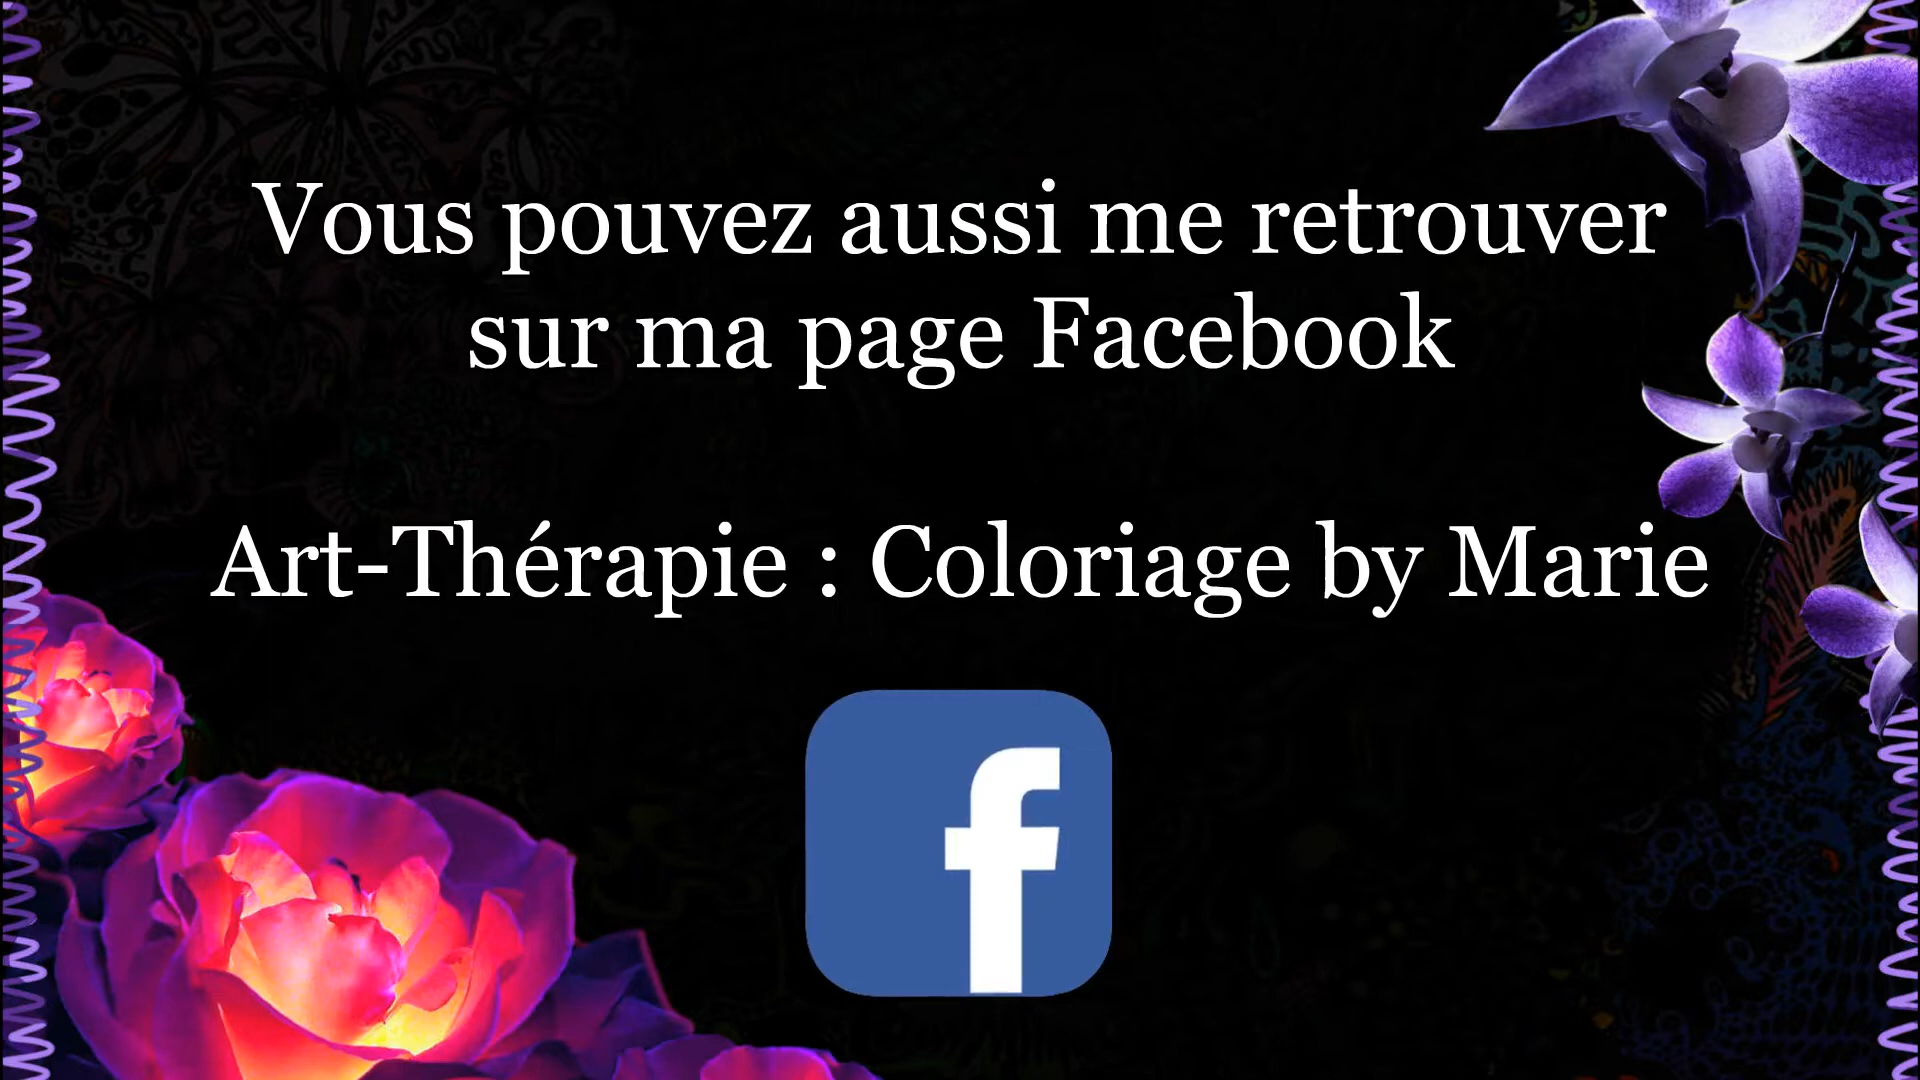 Vous pouvez aussi me retrouver
sur ma page Facebook
Art-Thérapie : Coloriage by Marie
f